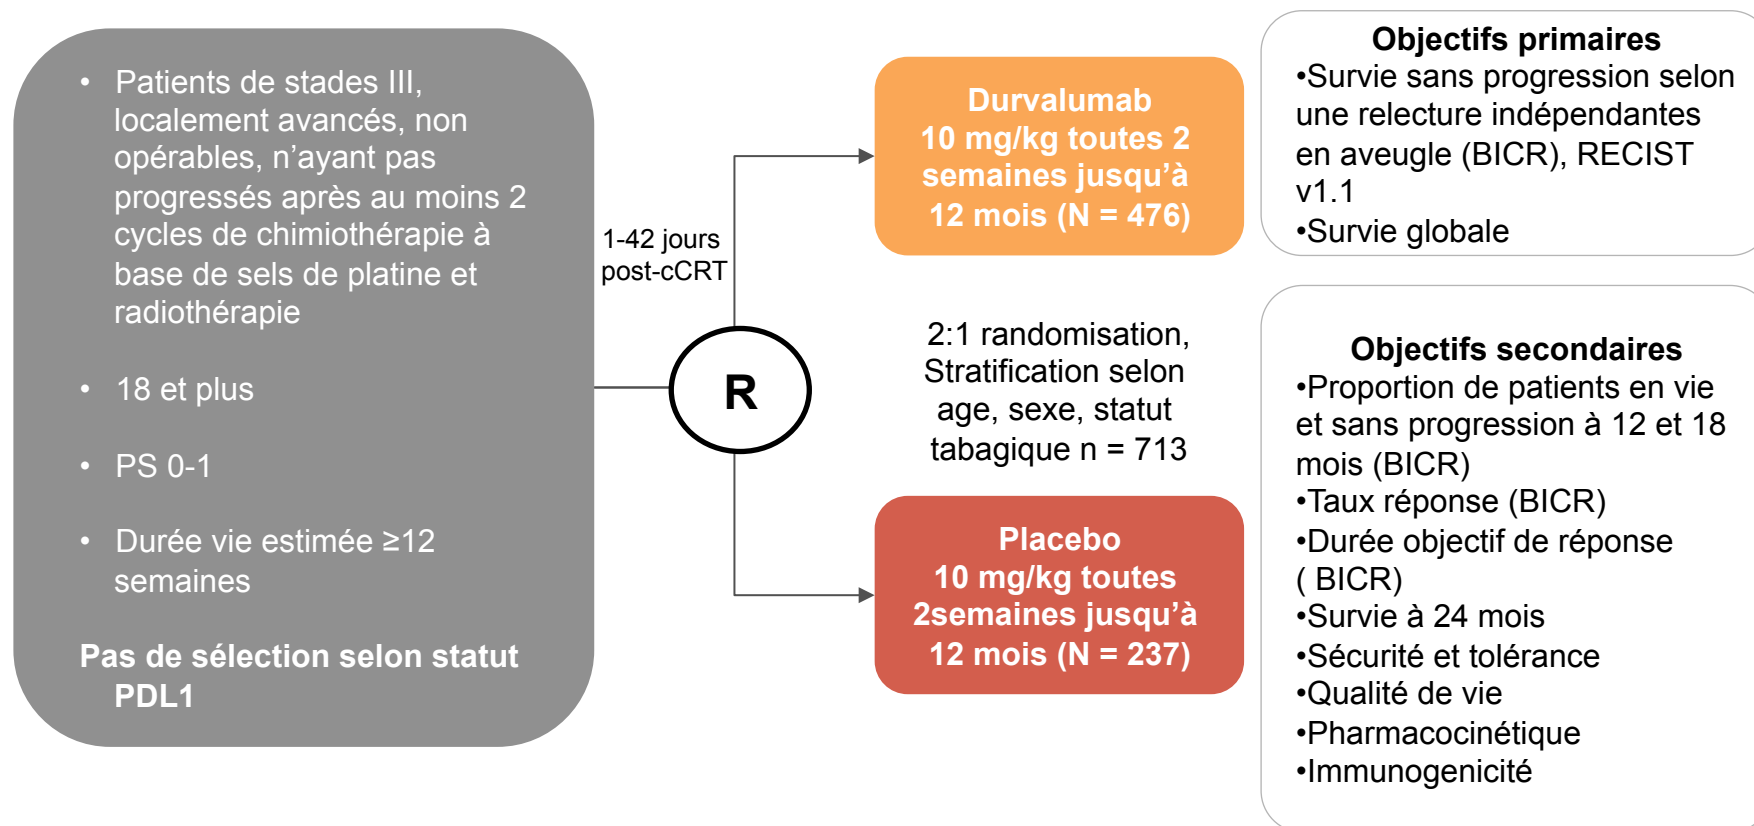 • Patients de stades III,
localement avancés, non
opérables, n’ayant pas
progressés après au moins 2
cycles de chimiothérapie à
base de sels de platine et
radiothérapie
• 18 et plus
• PS 0-1
• Durée vie estimée ≥12
semaines
Pas de sélection selon statut
PDL1
1-42 jours
post-cCRT
R
Durvalumab
10 mg/kg toutes 2
semaines jusqu’à
12 mois (N = 476)
2:1 randomisation,
Stratification selon
age, sexe, statut
tabagique n = 713
Placebo
10 mg/kg toutes
2semaines jusqu’à
12 mois (N = 237)
Objectifs primaires
•Survie sans progression selon
une relecture indépendantes
en aveugle (BICR), RECIST
v1.1
•Survie globale
Objectifs secondaires
•Proportion de patients en vie
et sans progression à 12 et 18
mois (BICR)
•Taux réponse (BICR)
•Durée objectif de réponse
( BICR)
•Survie à 24 mois
•Sécurité et tolérance
•Qualité de vie
•Pharmacocinétique
•Immunogenicité